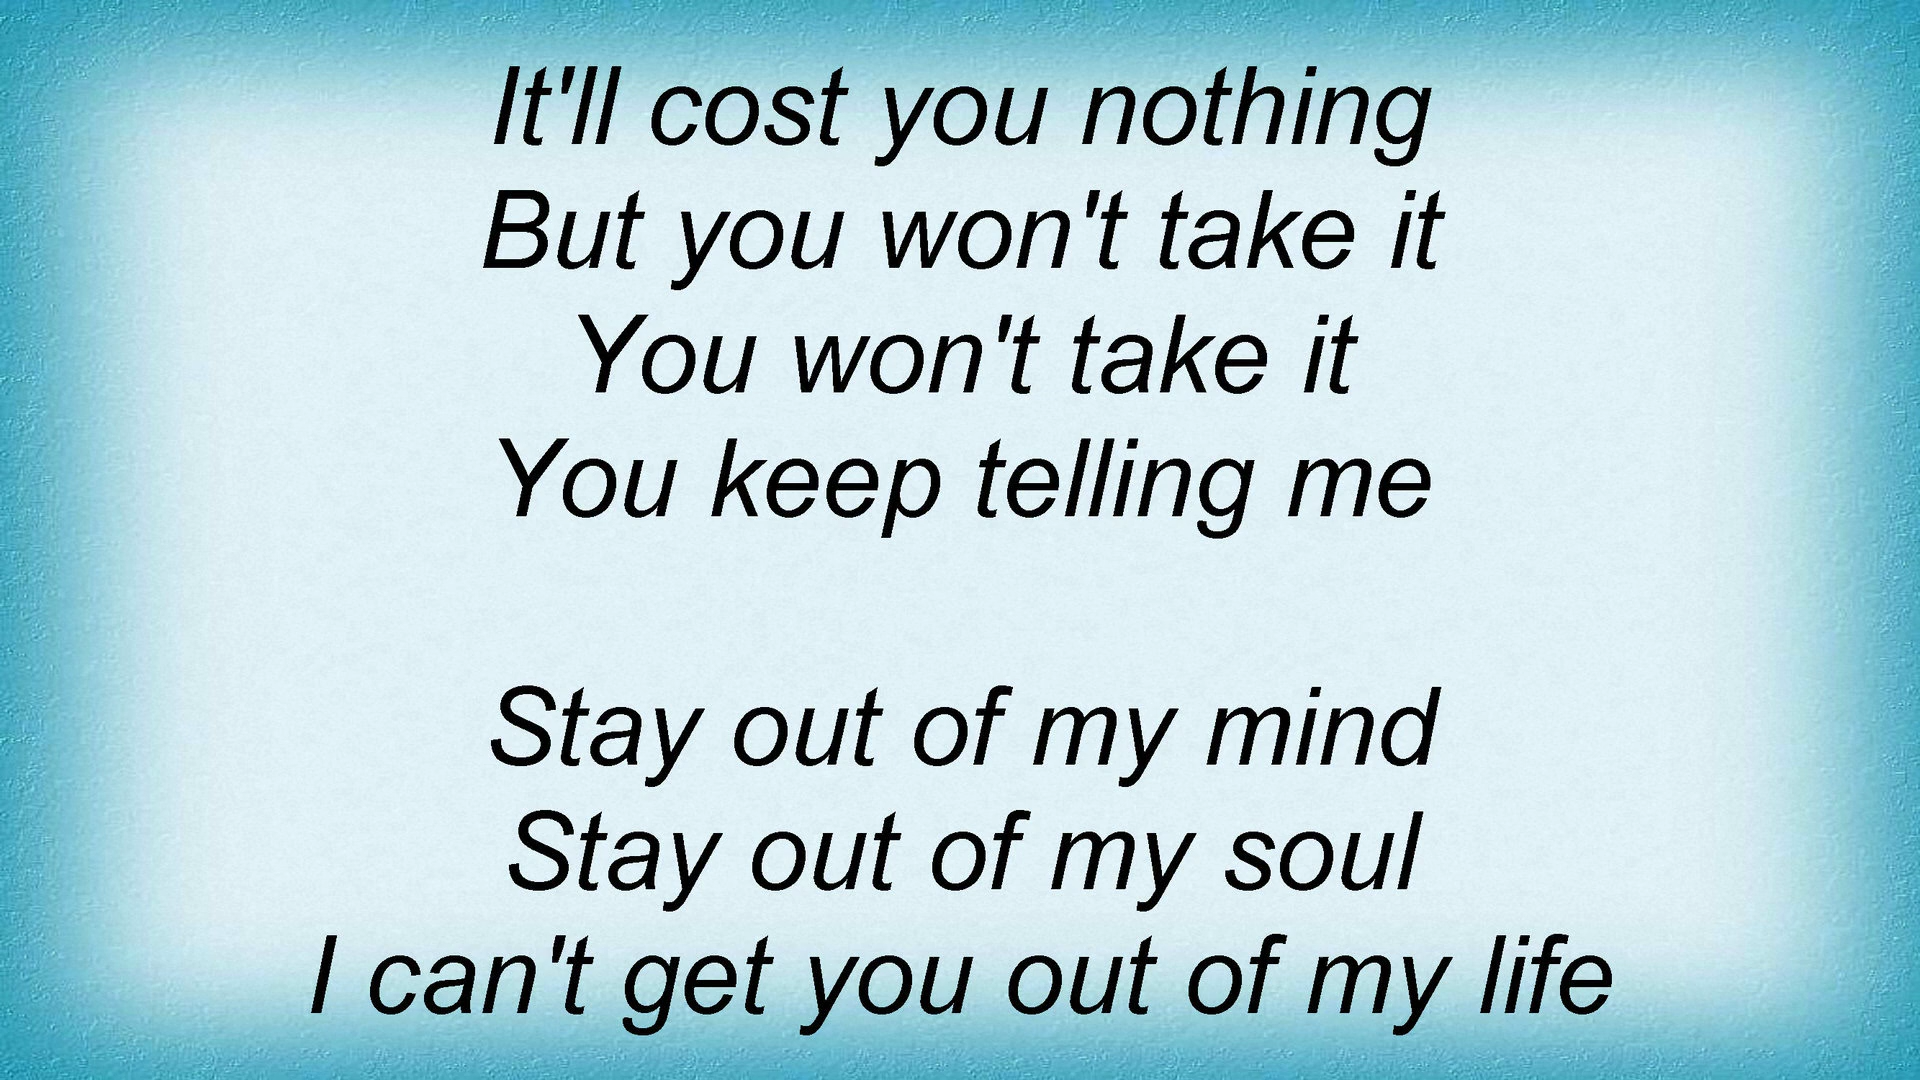 It'll cost you nothing
But you won't take it
You won't take it
You keep telling me
Stay out of my mind
Stay out of my soul
I can't get you out of my life